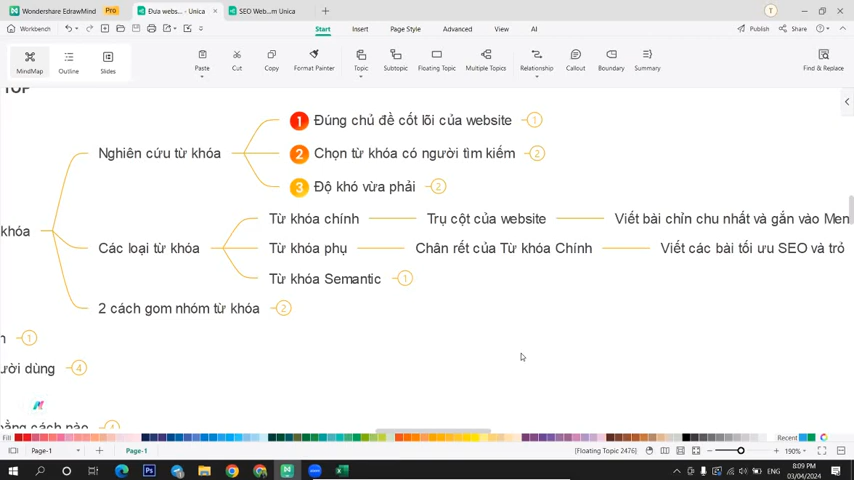 Wondershare EdrawMind Pro
Đưa webs... - Unica
SEO Web...m Unica
Workbench
File
Start
Insert
Page Style
Advanced
View
AI
Publish
Share
MindMap
Outline
Slides
Paste
Cut
Copy
Format Painter
Topic
Subtopic
Floating Topic
Multiple Topics
Relationship
Callout
Boundary
Summary
Find & Replace
TOP
1 Đúng chủ đề cốt lõi của website 1
Nghiên cứu từ khóa
2 Chọn từ khóa có người tìm kiếm 2
3 Độ khó vừa phải 2
khóa
Từ khóa chính
Trụ cột của website
Viết bài chỉn chu nhất và gắn vào Men
Các loại từ khóa
Từ khóa phụ
Chân rết của Từ khóa Chính
Viết các bài tối ưu SEO và trỏ
Từ khóa Semantic 1
2 cách gom nhóm từ khóa 2
n 1
ười dùng 4
bằng cách nào 4
Fill
Recent
Page-1
Page-1
[Floating Topic 2476]
190%
ENG
8:09 PM
03/04/2024